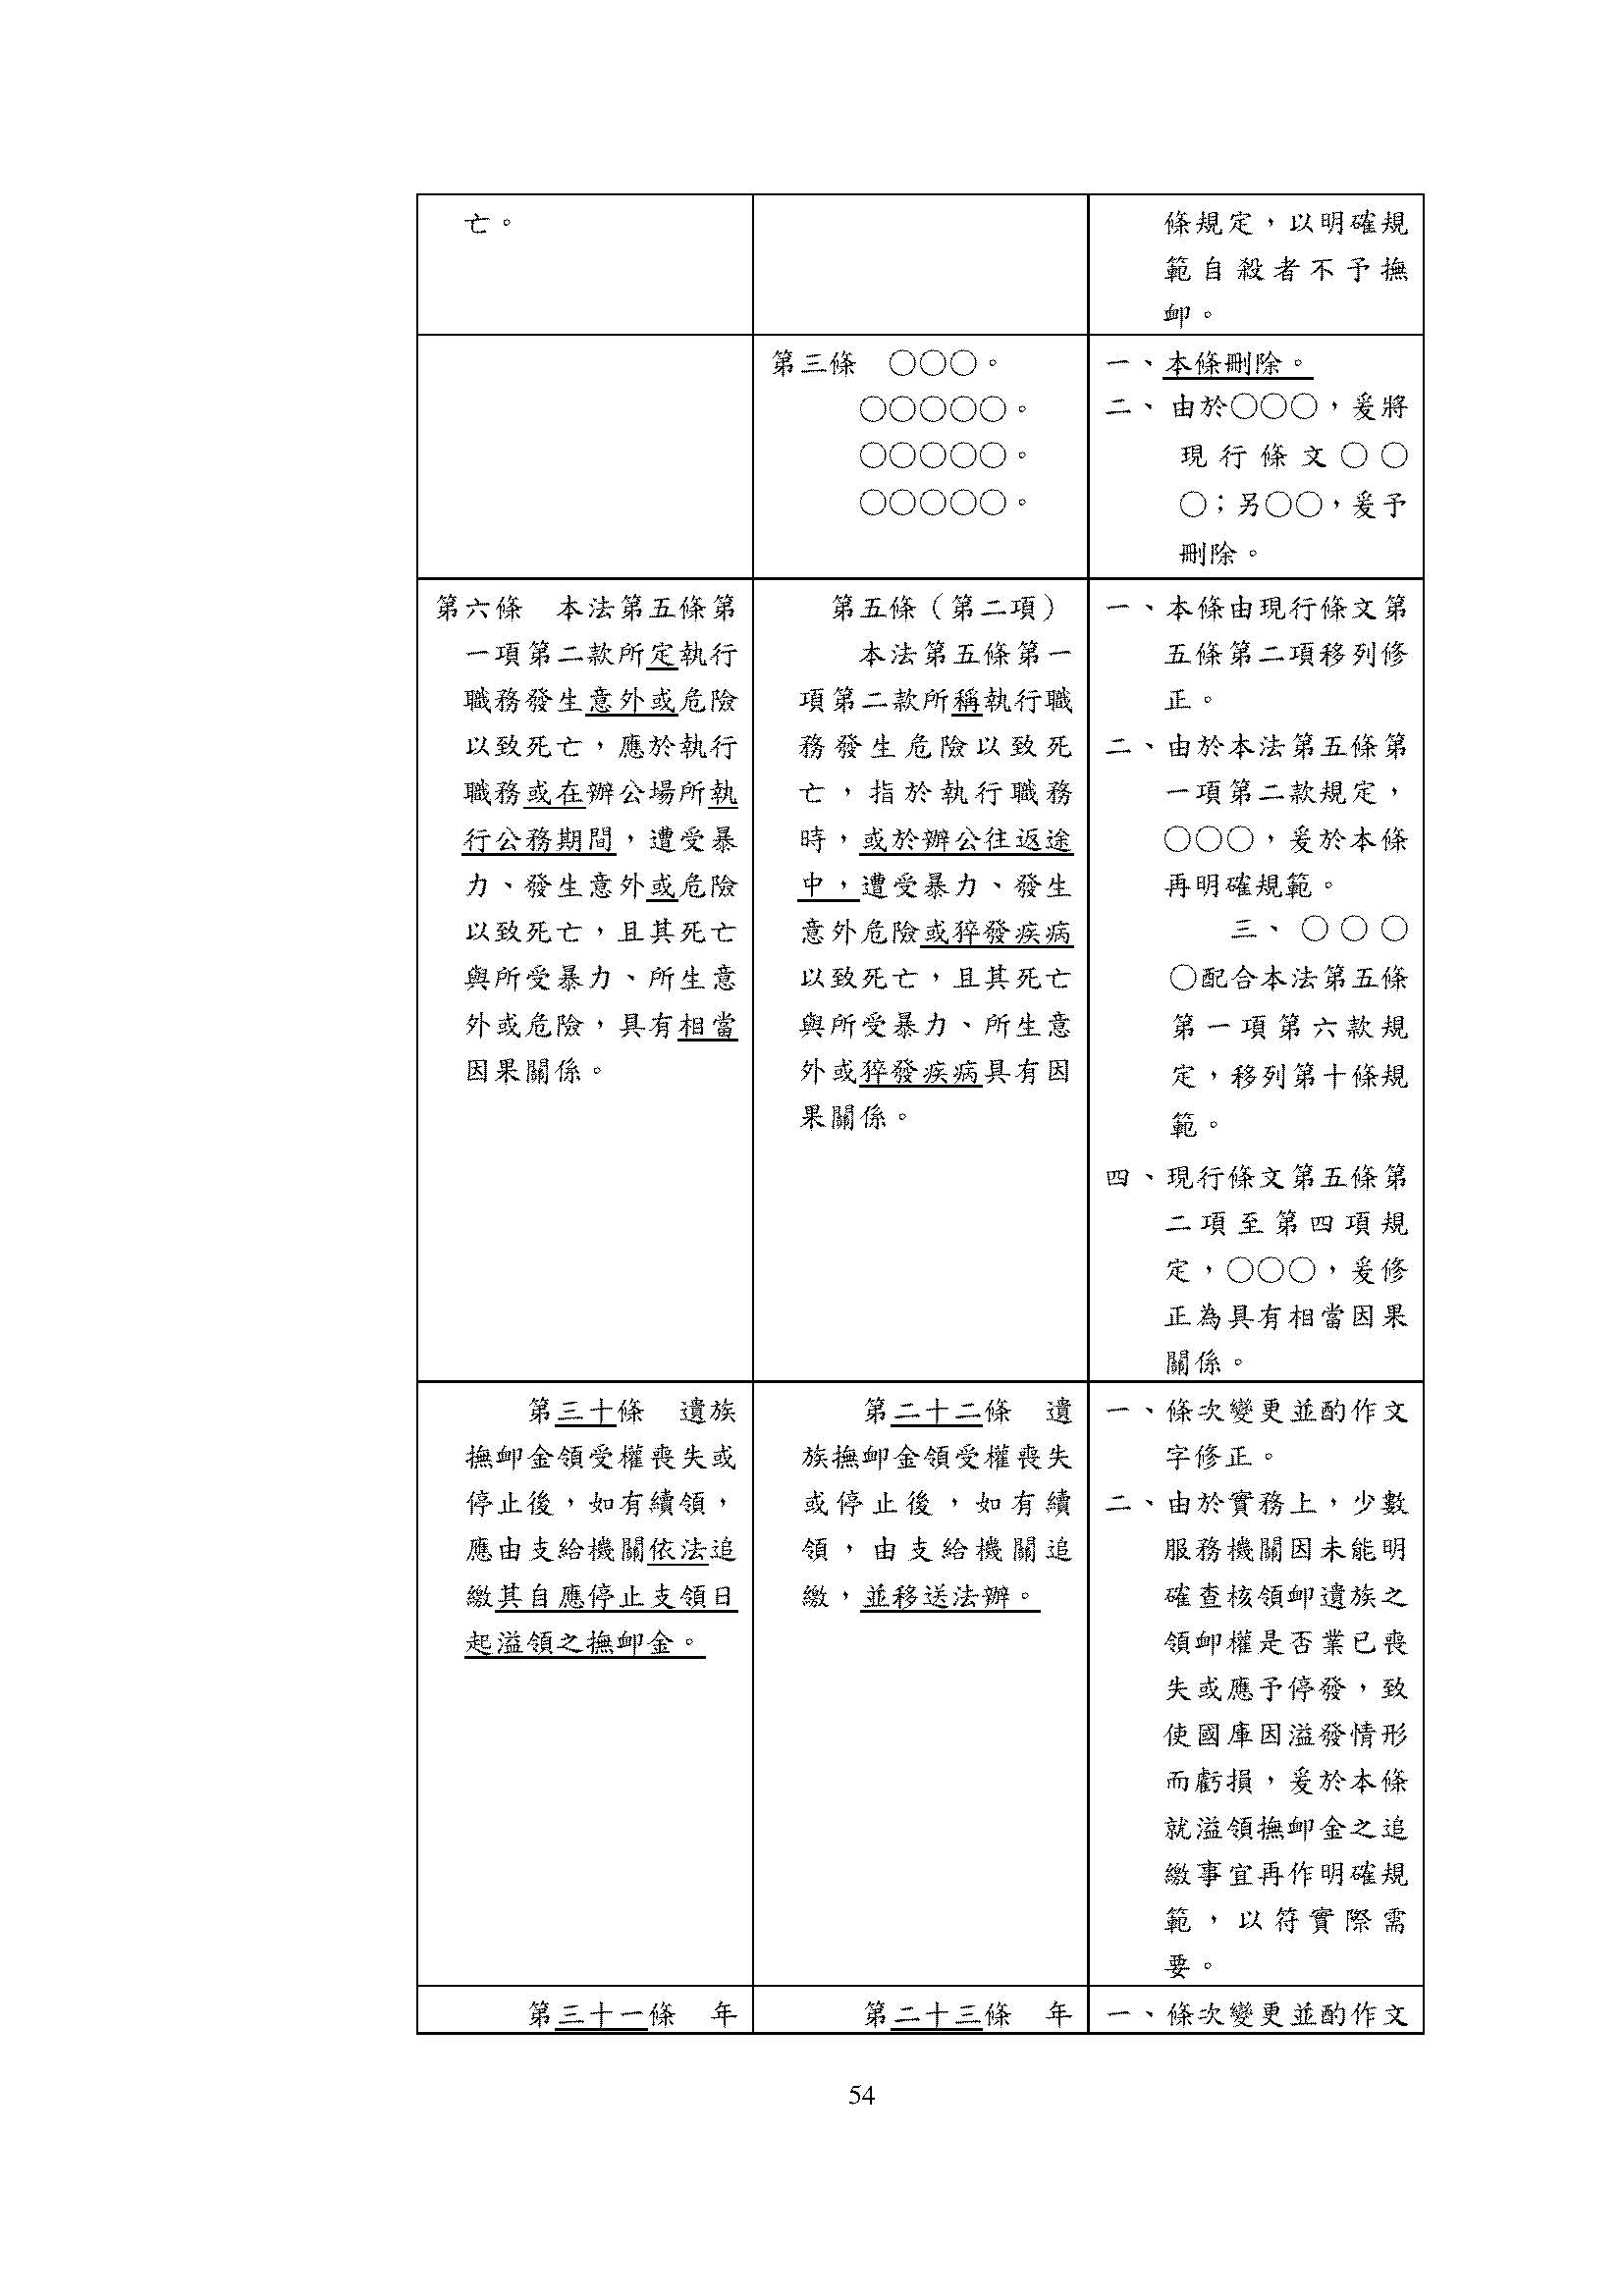 亡。
條規定，以明確規
範自殺者不予撫
卹。
第三條　○○○。
○○○○○。
○○○○○。
○○○○○。
一、本條刪除。
二、由於○○○，爰將
現行條文○○
○；另○○，爰予
刪除。
第六條　本法第五條第
一項第二款所定執行
職務發生意外或危險
以致死亡，應於執行
職務或在辦公場所執
行公務期間，遭受暴
力、發生意外或危險
以致死亡，且其死亡
與所受暴力、所生意
外或危險，具有相當
因果關係。
第五條（第二項）
本法第五條第一
項第二款所稱執行職
務發生危險以致死
亡，指於執行職務
時，或於辦公往返途
中，遭受暴力、發生
意外危險或猝發疾病
以致死亡，且其死亡
與所受暴力、所生意
外或猝發疾病具有因
果關係。
一、本條由現行條文第
五條第二項移列修
正。
二、由於本法第五條第
一項第二款規定，
○○○，爰於本條
再明確規範。
三、○○○
○配合本法第五條
第一項第六款規
定，移列第十條規
範。
四、現行條文第五條第
二項至第四項規
定，○○○，爰修
正為具有相當因果
關係。
第三十條　遺族
撫卹金領受權喪失或
停止後，如有續領，
應由支給機關依法追
繳其自應停止支領日
起溢領之撫卹金。
第二十二條　遺
族撫卹金領受權喪失
或停止後，如有續
領，由支給機關追
繳，並移送法辦。
一、條次變更並酌作文
字修正。
二、由於實務上，少數
服務機關因未能明
確查核領卹遺族之
領卹權是否業已喪
失或應予停發，致
使國庫因溢發情形
而虧損，爰於本條
就溢領撫卹金之追
繳事宜再作明確規
範，以符實際需
要。
第三十一條　年
第二十三條　年
一、條次變更並酌作文
54